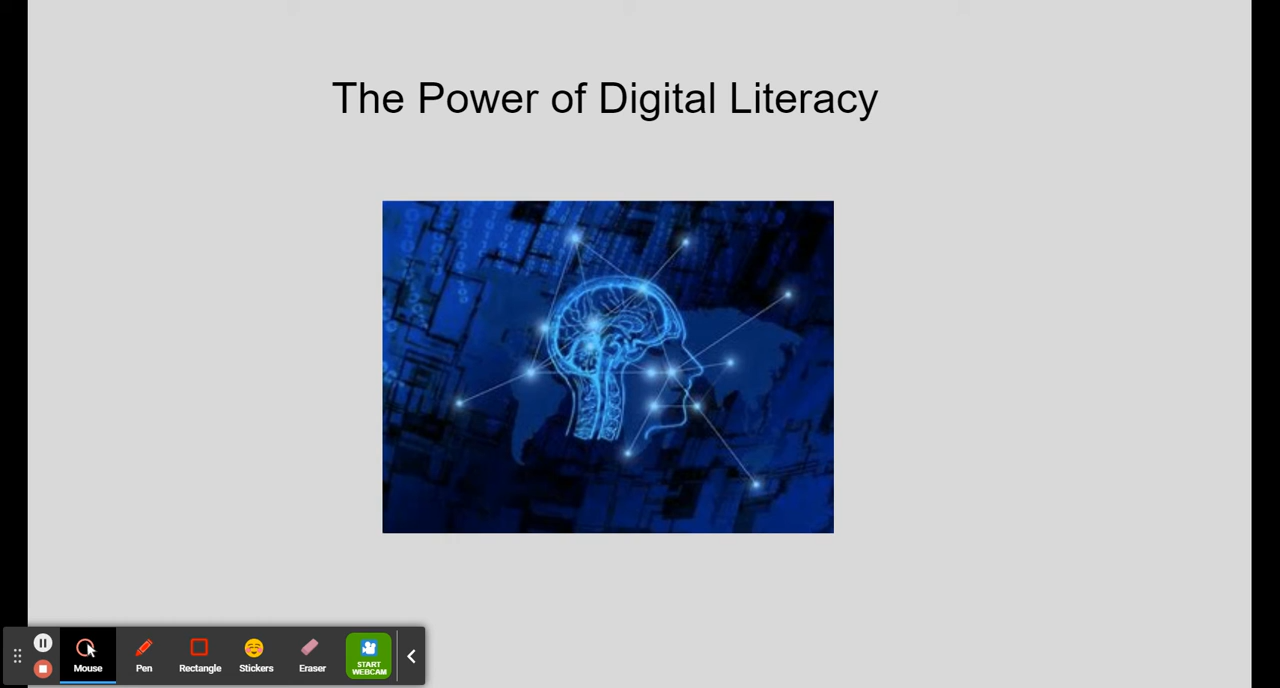 The Power of Digital Literacy
Mouse
Pen
Rectangle
Stickers
Eraser
START
WEBCAM